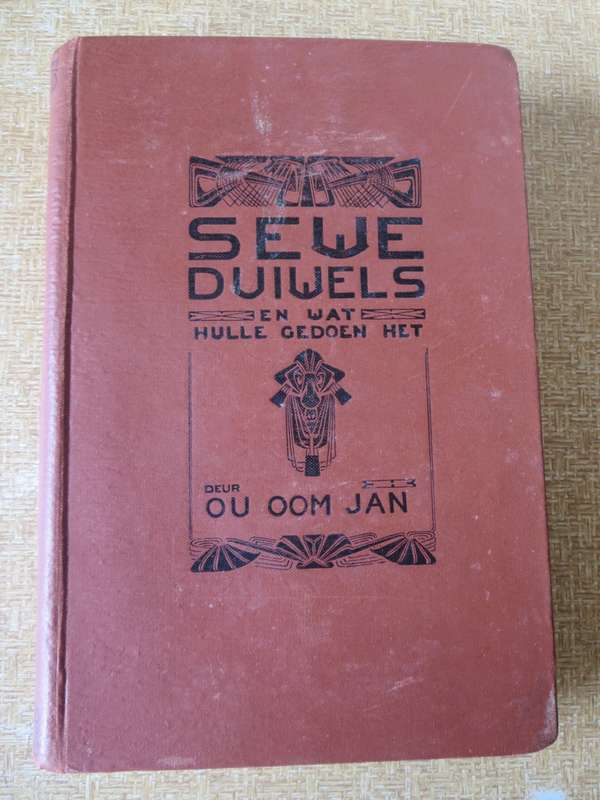 SEWE
DUIWELS
EN WAT
HULLE GEDOEN HET
DEUR
OU OOM JAN